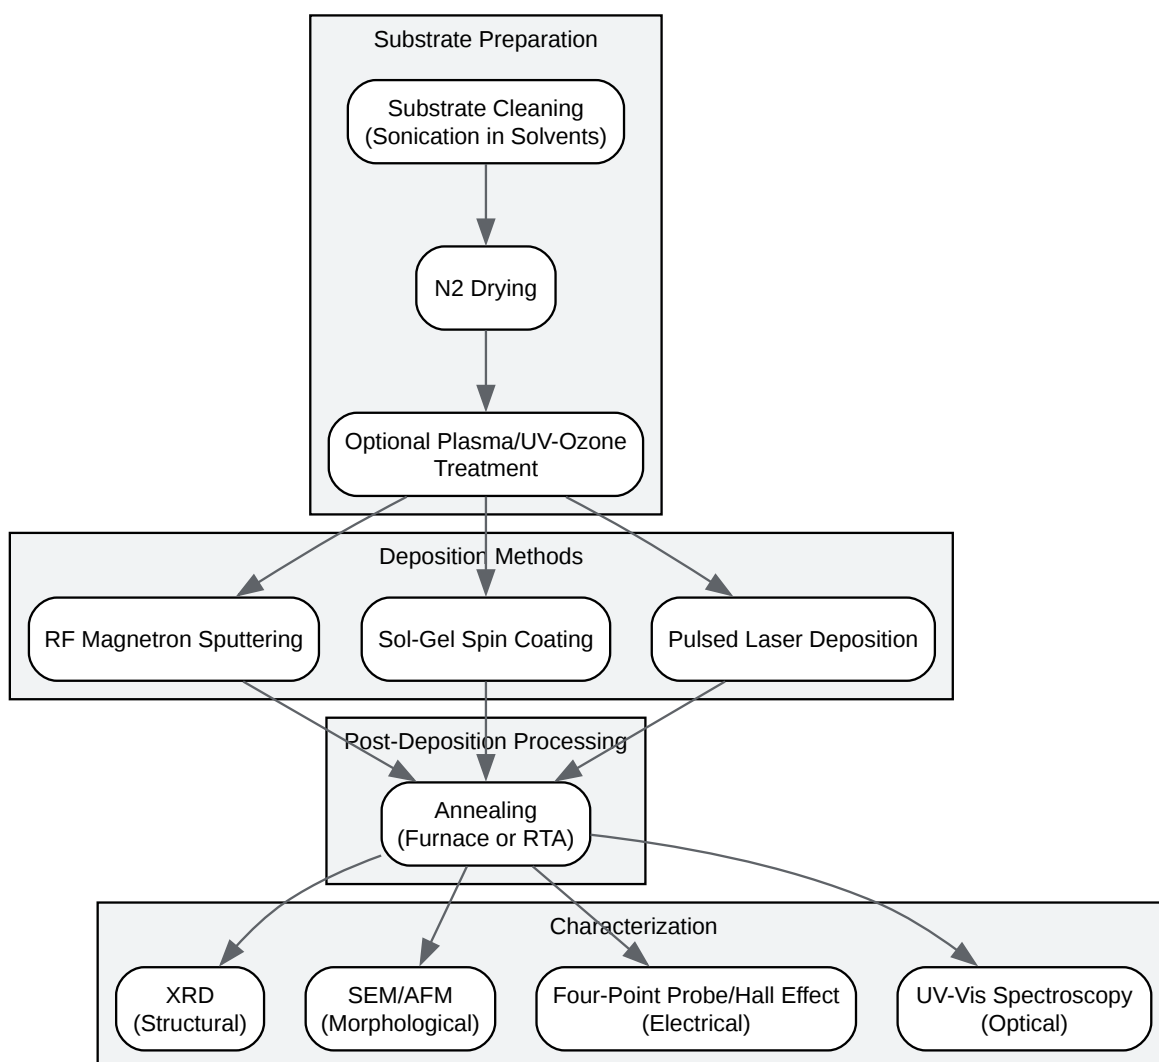 Substrate Preparation
Substrate Cleaning
(Sonication in Solvents)
N2 Drying
Optional Plasma/UV-Ozone
Treatment
Deposition Methods
RF Magnetron Sputtering
Sol-Gel Spin Coating
Pulsed Laser Deposition
Post-Deposition Processing
Annealing
(Furnace or RTA)
Characterization
XRD
(Structural)
SEM/AFM
(Morphological)
Four-Point Probe/Hall Effect
(Electrical)
UV-Vis Spectroscopy
(Optical)